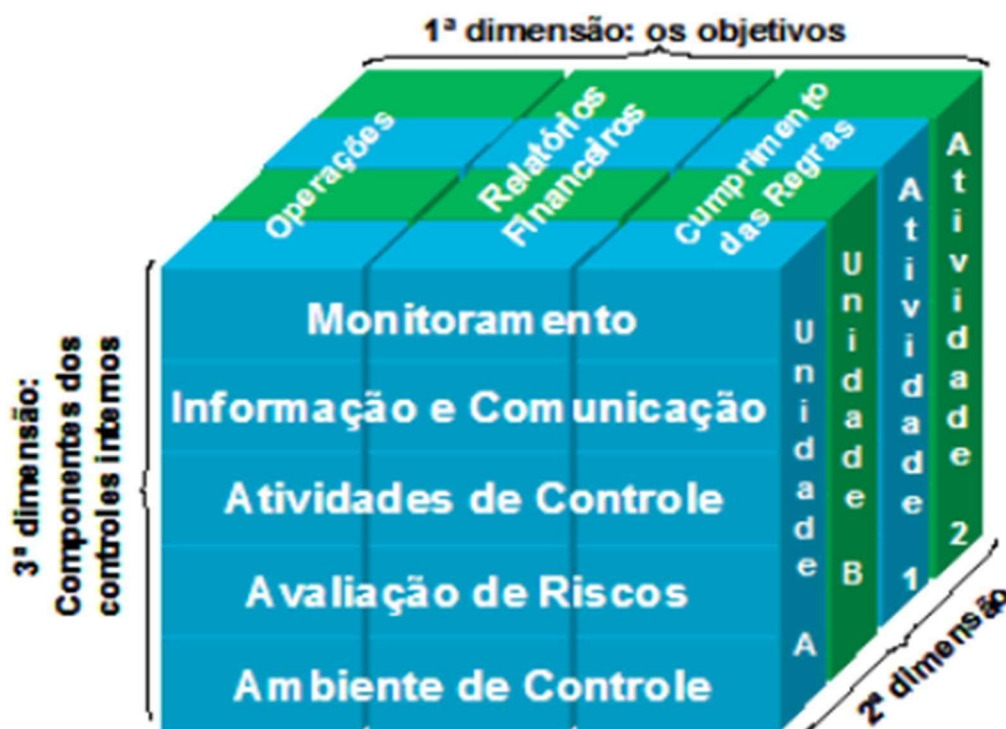 1ª dimensão: os objetivos
Operações
Relatórios
Financeiros
Cumprimento
das Regras
Monitoramento
Informação e Comunicação
Atividades de Controle
Avaliação de Riscos
Ambiente de Controle
Unidade A
Unidade B
Atividade 1
Atividade 2
3ª dimensão:
Componentes dos
controles internos
2ª dimensão